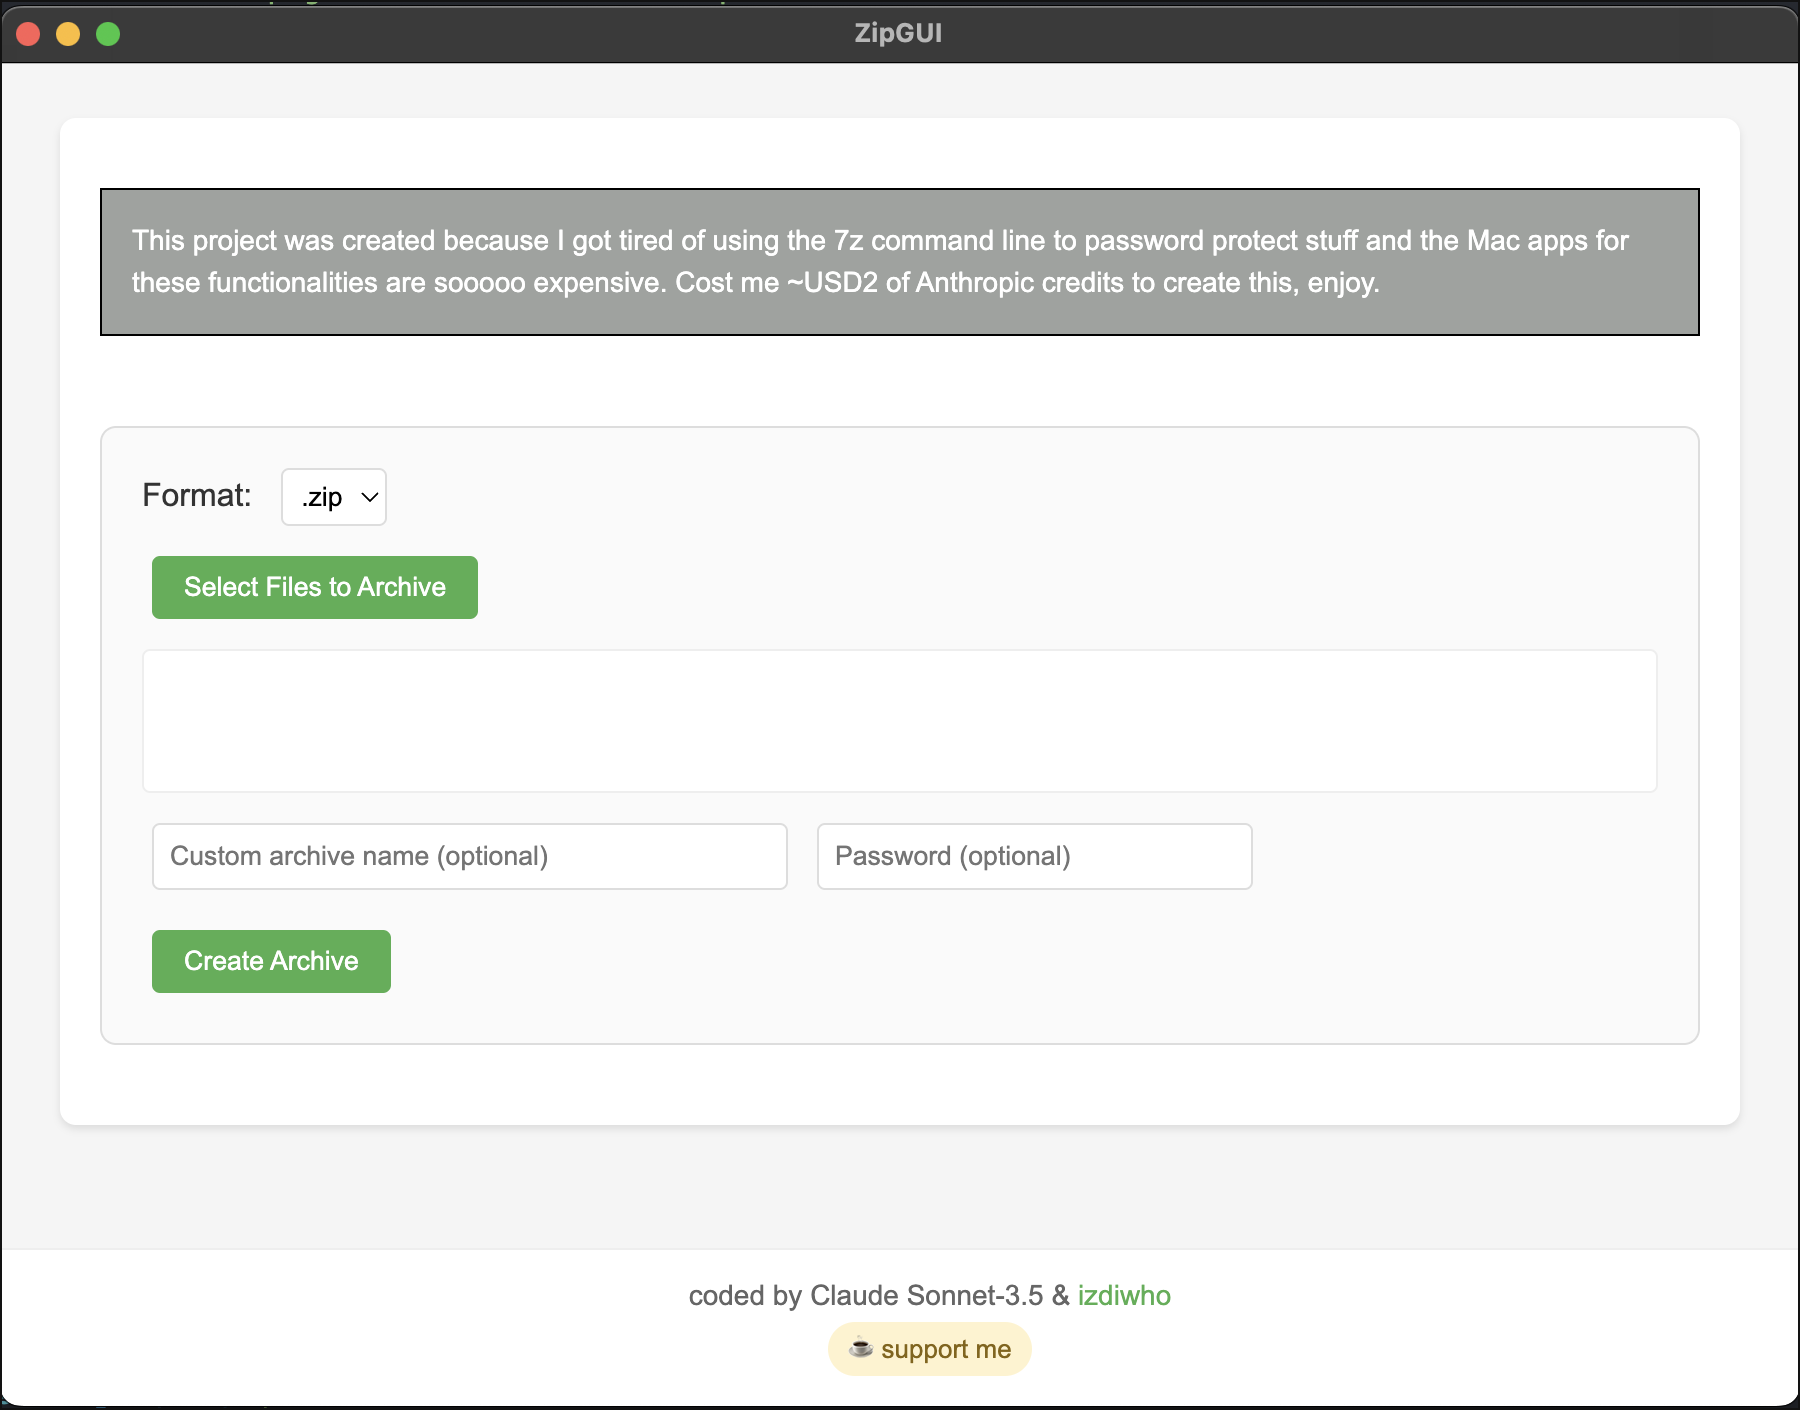 ZipGUI
This project was created because I got tired of using the 7z command line to password protect stuff and the Mac apps for
these functionalities are sooooo expensive. Cost me ~USD2 of Anthropic credits to create this, enjoy.
Format: .zip
Select Files to Archive
Custom archive name (optional) Password (optional)
Create Archive
coded by Claude Sonnet-3.5 & izdiwho
☕ support me